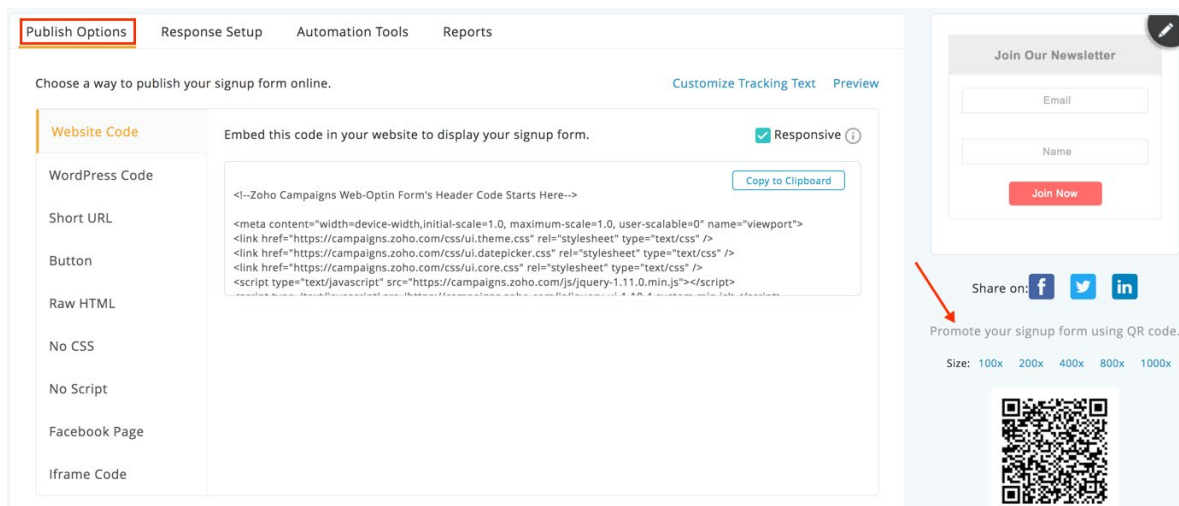 Publish Options Response Setup Automation Tools Reports
Choose a way to publish your signup form online. Customize Tracking Text Preview
Website Code
WordPress Code
Short URL
Button
Raw HTML
No CSS
No Script
Facebook Page
Iframe Code
Embed this code in your website to display your signup form. Responsive
Copy to Clipboard
<!--Zoho Campaigns Web-Optin Form's Header Code Starts Here-->
<meta content="width=device-width,initial-scale=1.0, maximum-scale=1.0, user-scalable=0" name="viewport">
<link href="https://campaigns.zoho.com/css/ui.theme.css" rel="stylesheet" type="text/css" />
<link href="https://campaigns.zoho.com/css/ui.datepicker.css" rel="stylesheet" type="text/css" />
<link href="https://campaigns.zoho.com/css/ui.core.css" rel="stylesheet" type="text/css" />
<script type="text/javascript" src="https://campaigns.zoho.com/js/jquery-1.11.0.min.js"></script>
Join Our Newsletter
Email
Name
Join Now
Share on:
Promote your signup form using QR code.
Size: 100x 200x 400x 800x 1000x